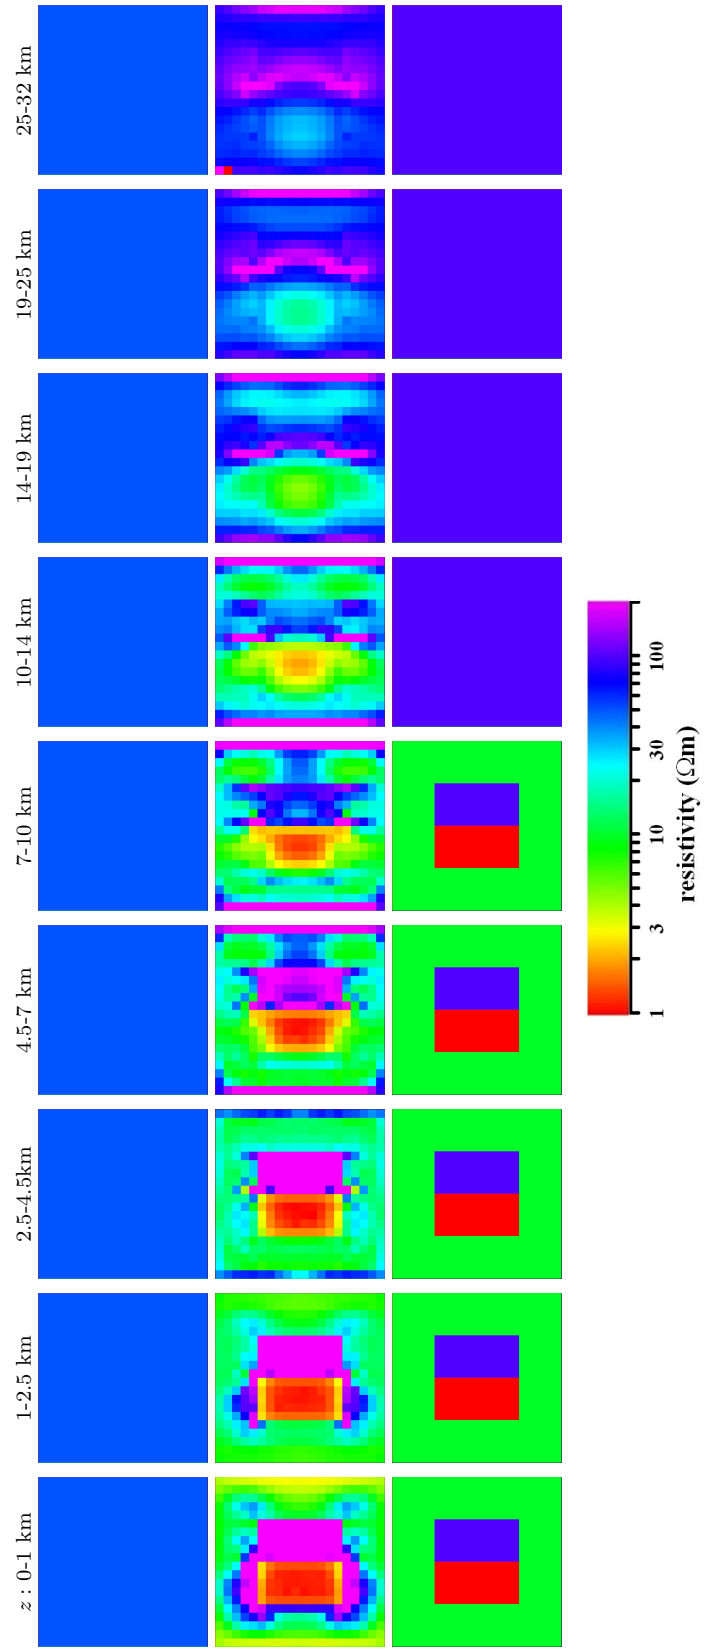 25-32 km
19-25 km
14-19 km
10-14 km
7-10 km
4.5-7 km
2.5-4.5km
1-2.5 km
z : 0-1 km
1
3
10
30
100
resistivity (Ωm)